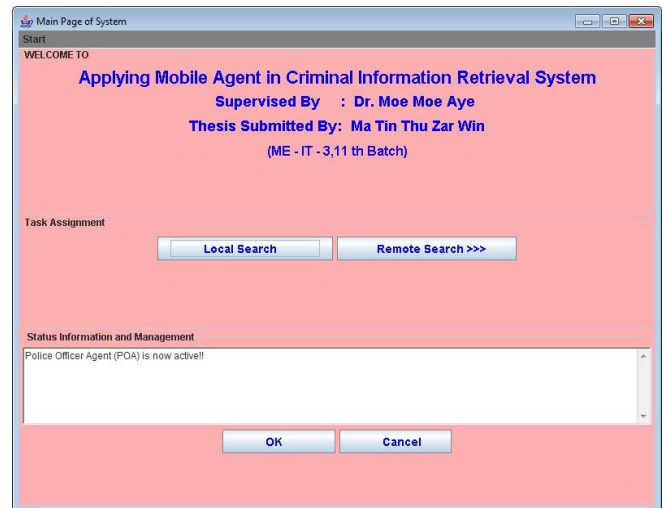 Main Page of System
Start
WELCOME TO
Applying Mobile Agent in Criminal Information Retrieval System
Supervised By : Dr. Moe Moe Aye
Thesis Submitted By: Ma Tin Thu Zar Win
(ME - IT - 3,11 th Batch)
Task Assignment
Local Search Remote Search >>>
Status Information and Management
Police Officer Agent (POA) is now active!!
OK Cancel